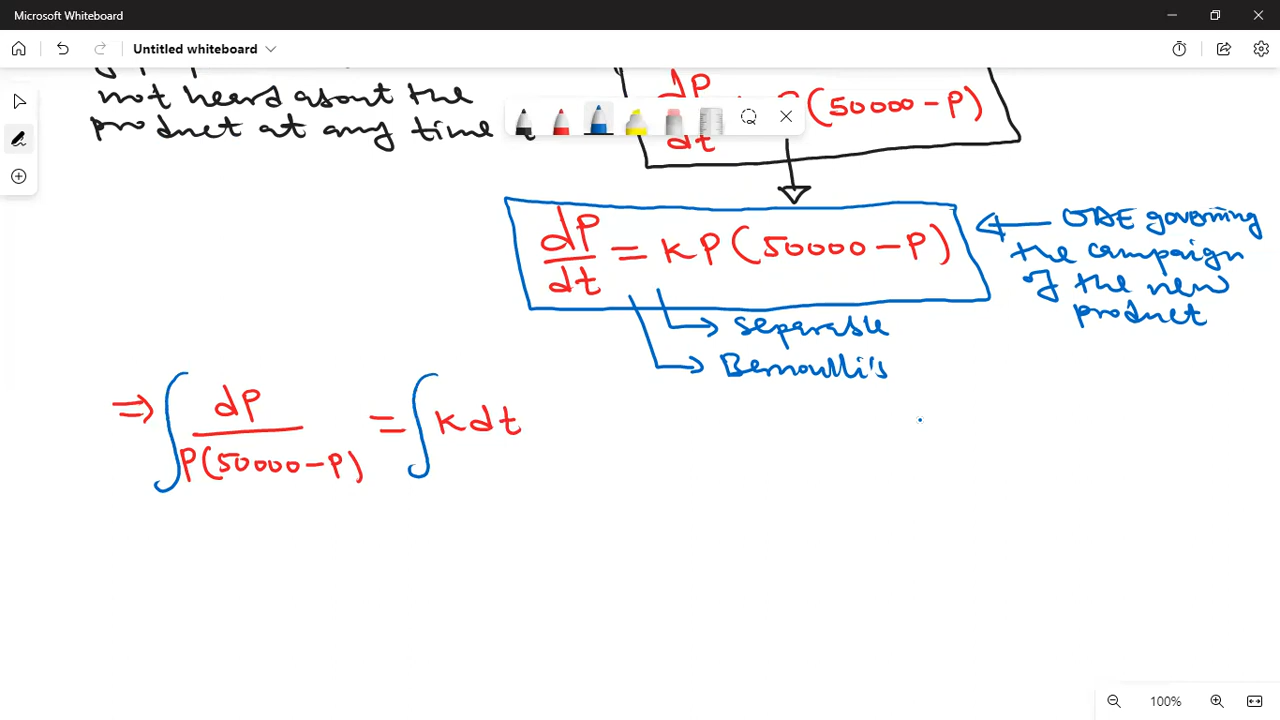 Microsoft Whiteboard
Untitled whiteboard
not heard about the
product at any time t
dP
dt
(50000-P)
dP/dt = KP(50000-P)
ODE governing
the campaign
of the new
product
separable
Bernoulli's
⇒ ∫ dP/P(50000-P) = ∫ K dt
100%